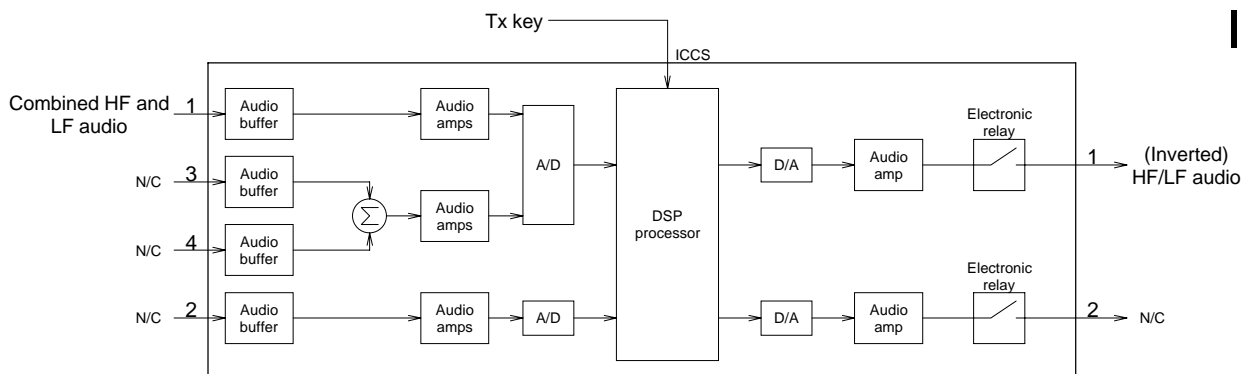 Tx key
ICCS
Combined HF and
LF audio
1
Audio
buffer
Audio
amps
A/D
N/C
3
Audio
buffer
N/C
4
Audio
buffer
Σ
Audio
amps
N/C
2
Audio
buffer
Audio
amps
A/D
DSP
processor
D/A
Audio
amp
Electronic
relay
1
(Inverted)
HF/LF audio
D/A
Audio
amp
Electronic
relay
2
N/C